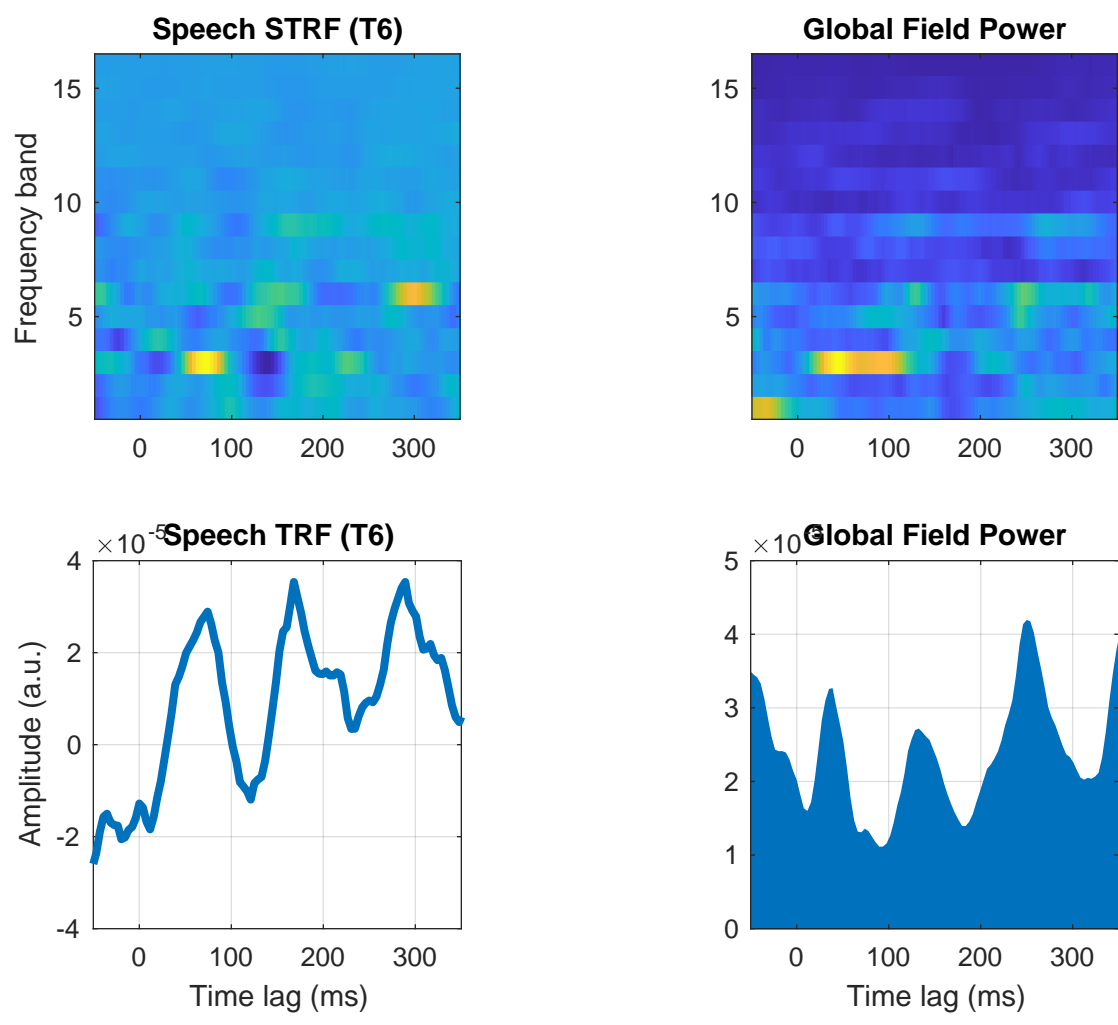 Speech STRF (T6)
Global Field Power
Frequency band
15
10
5
0 100 200 300
15
10
5
0 100 200 300
×10⁻⁵
Speech TRF (T6)
Amplitude (a.u.)
4
2
0
-2
-4
0 100 200 300
Time lag (ms)
×10
Global Field Power
5
4
3
2
1
0
0 100 200 300
Time lag (ms)